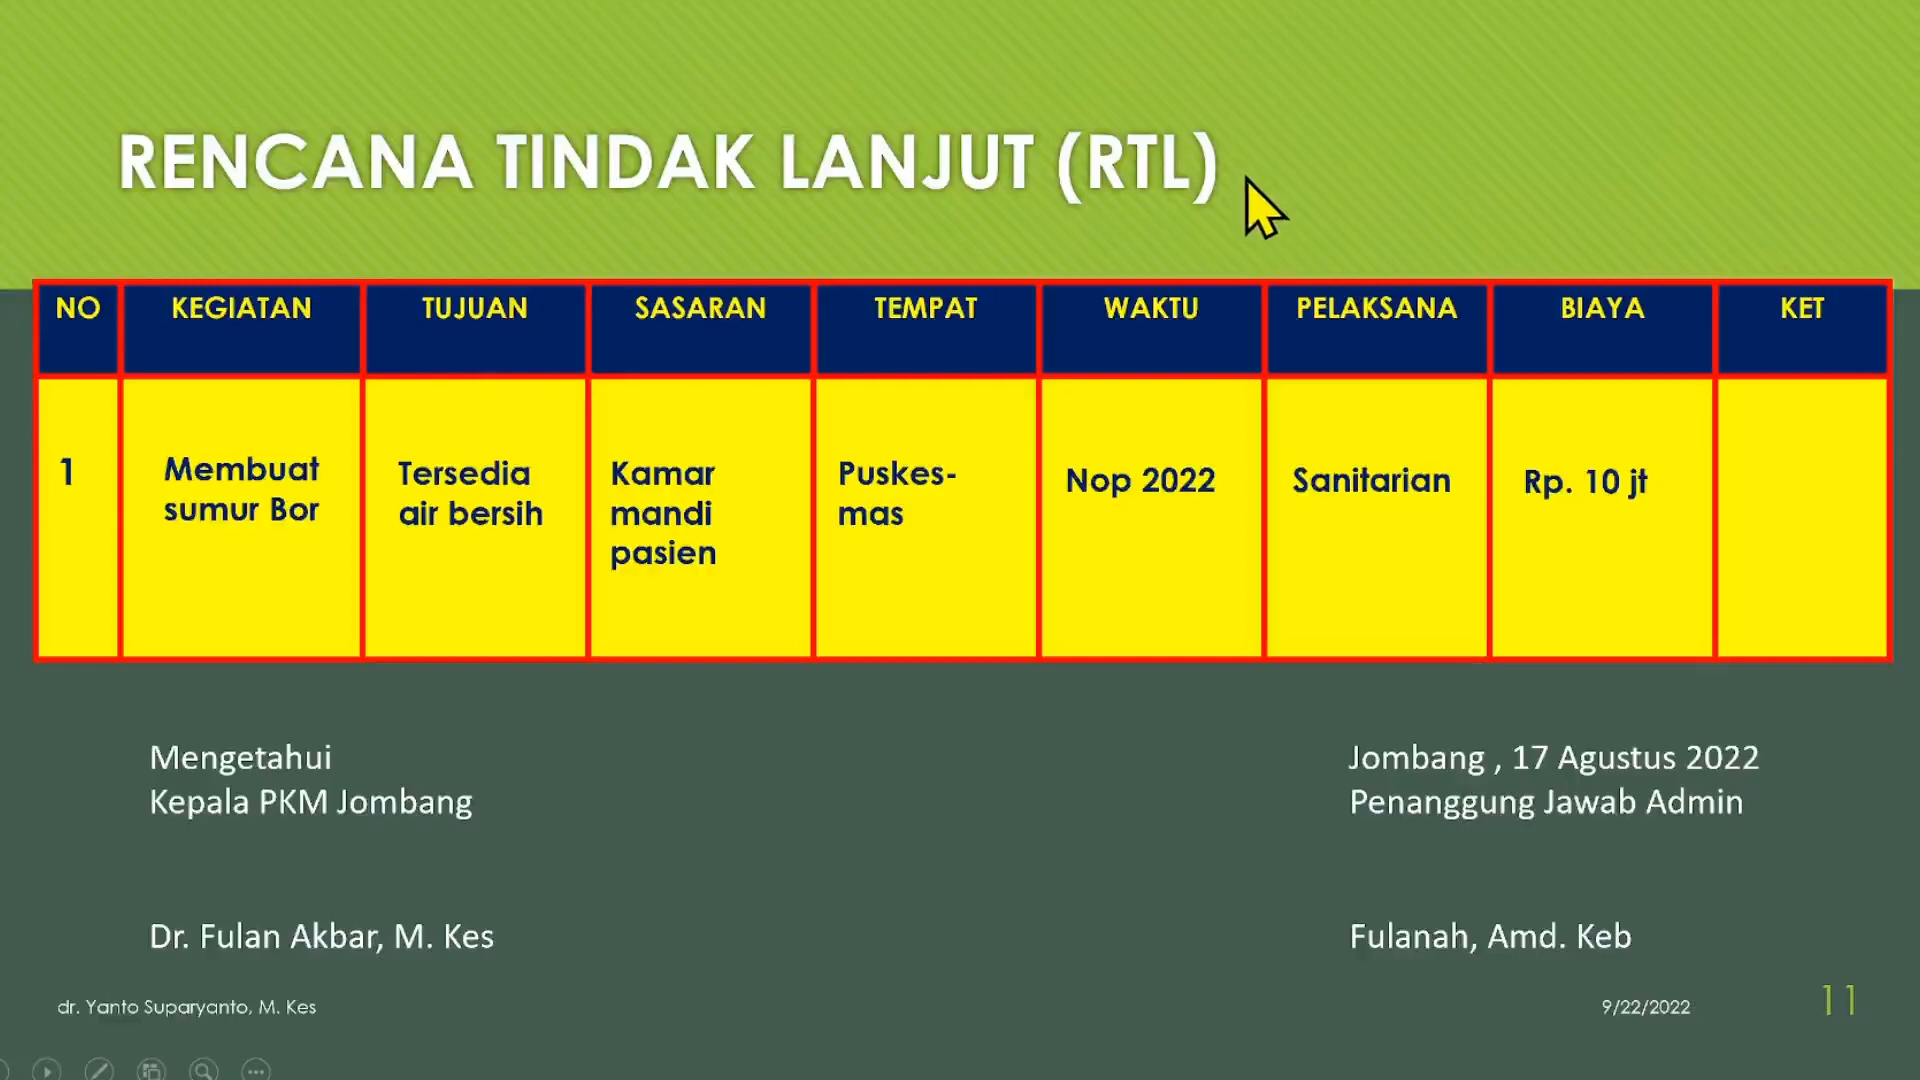 RENCANA TINDAK LANJUT (RTL)
NO KEGIATAN TUJUAN SASARAN TEMPAT WAKTU PELAKSANA BIAYA KET
1
Membuat
sumur Bor
Tersedia
air bersih
Kamar
mandi
pasien
Puskes-
mas
Nop 2022
Sanitarian
Rp. 10 jt
Mengetahui
Kepala PKM Jombang
Dr. Fulan Akbar, M. Kes
Jombang , 17 Agustus 2022
Penanggung Jawab Admin
Fulanah, Amd. Keb
dr. Yanto Suparyanto, M. Kes
9/22/2022
11